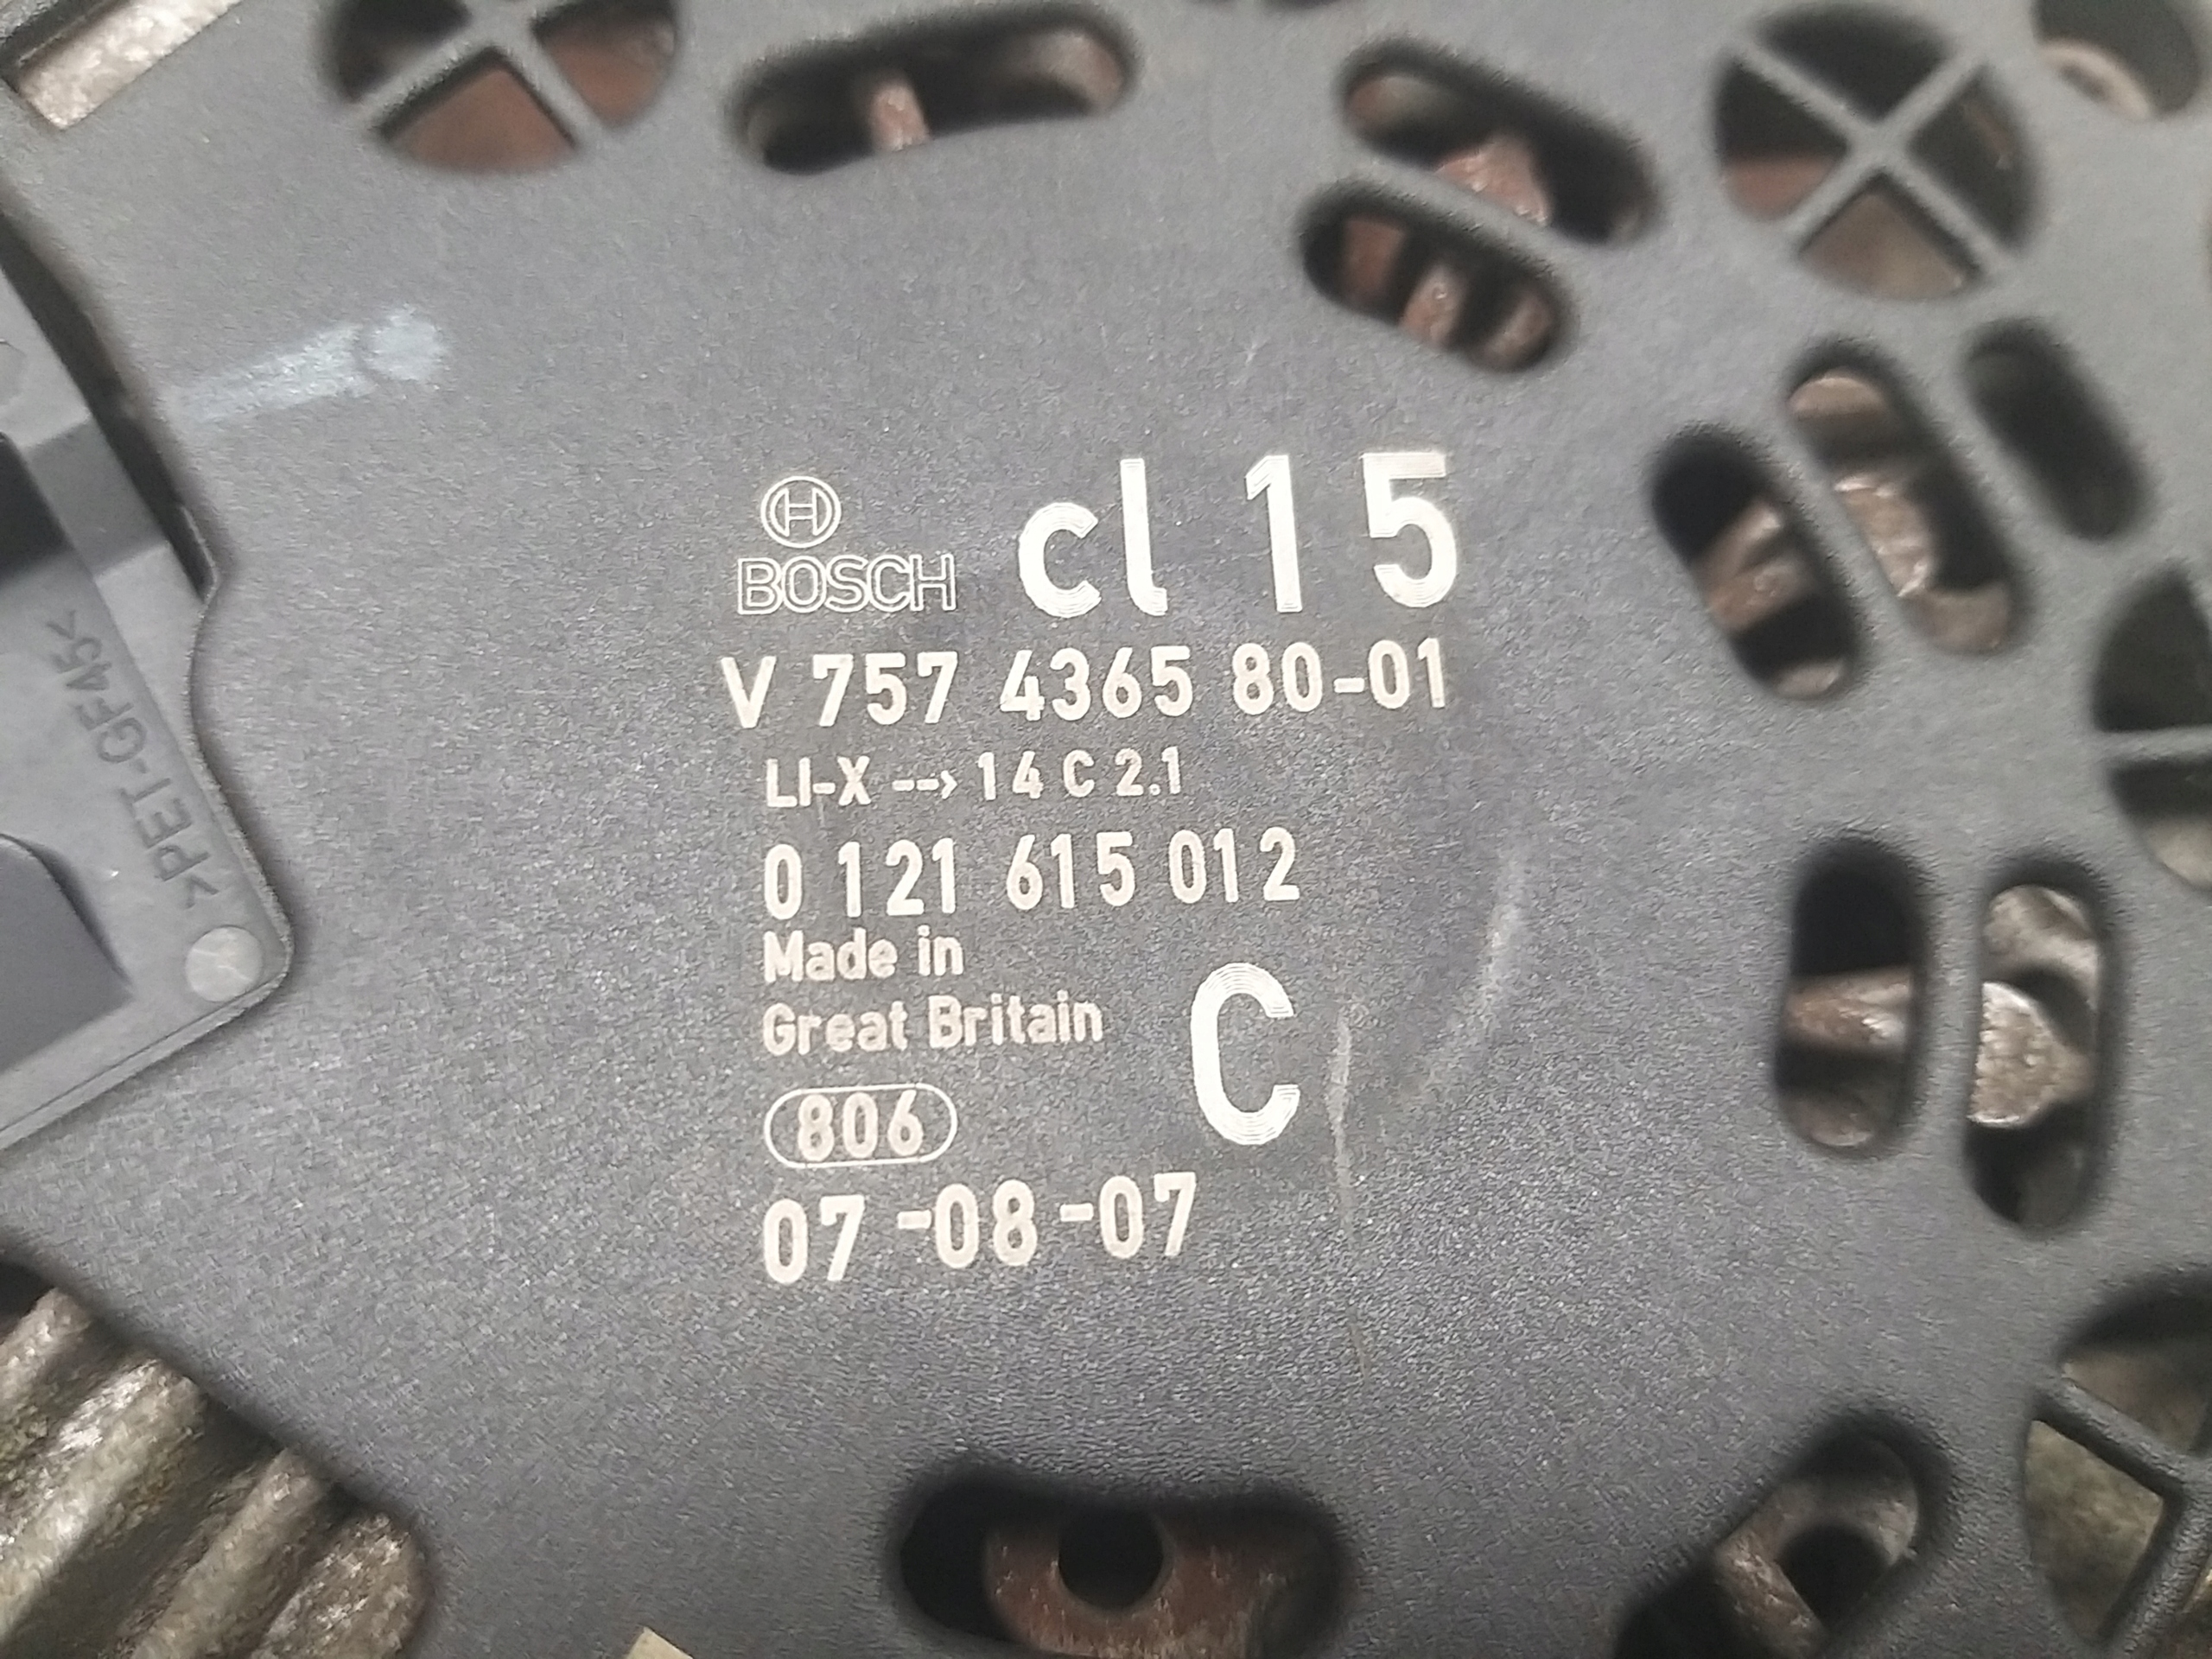 BOSCH cl 15
V 757 4365 80-01
LI-X --> 14 C 2.1
0 121 615 012
Made in
Great Britain C
806
07-08-07
>PET-GF45<